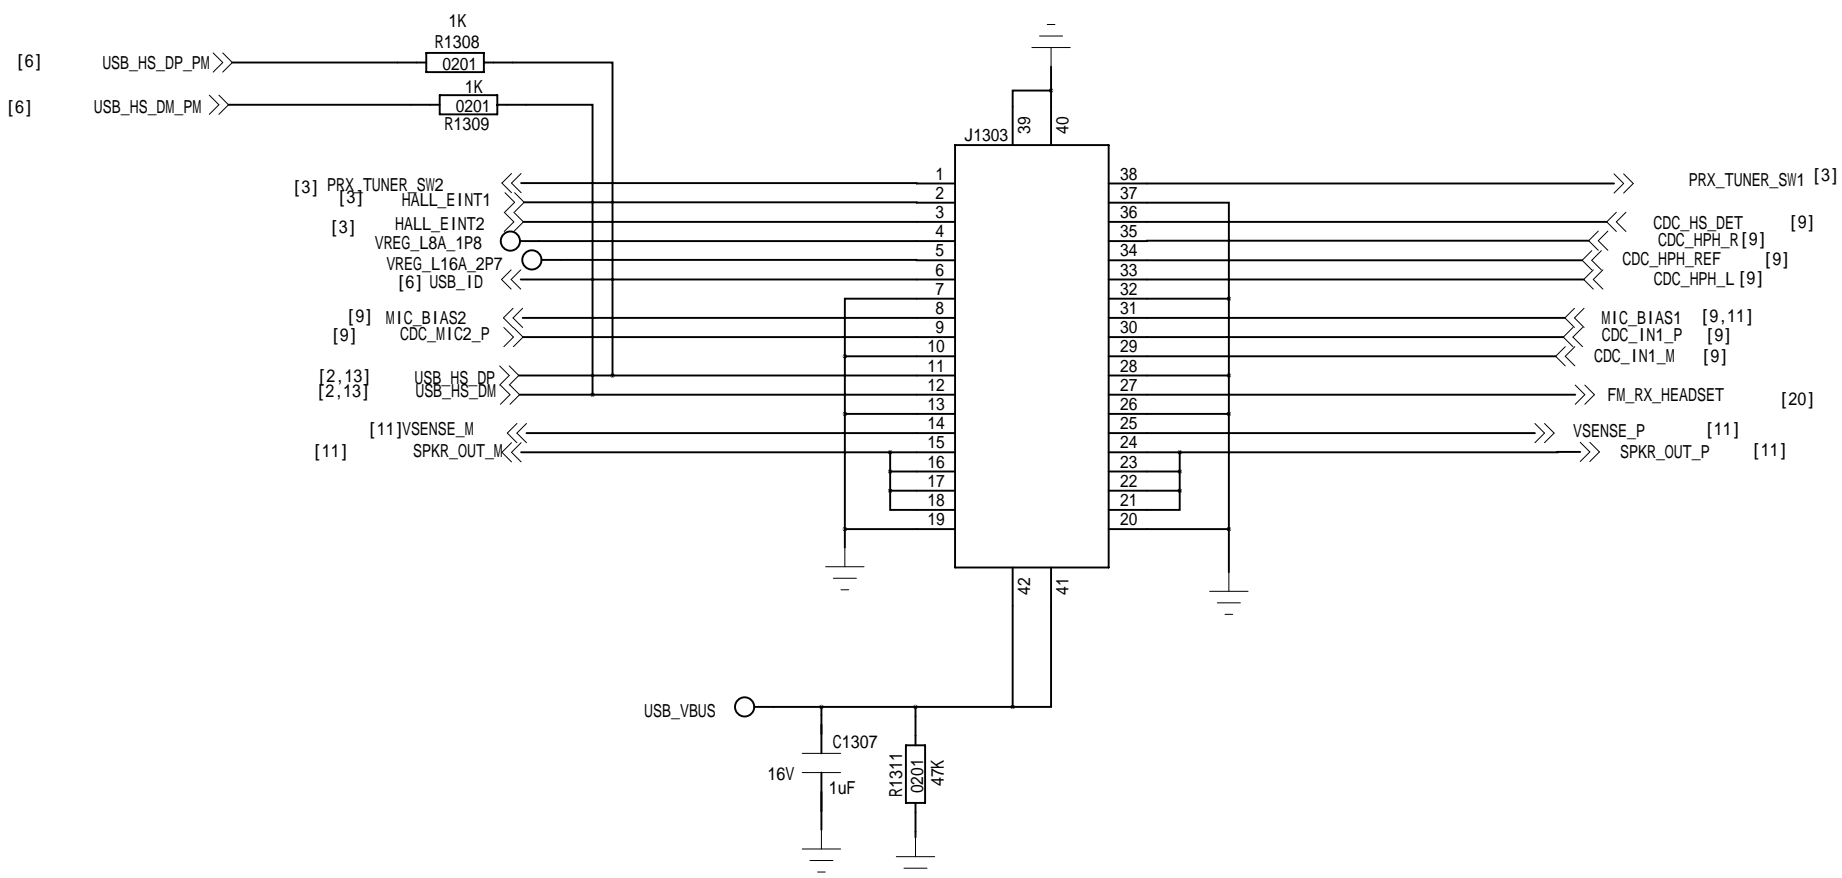 1K
R1308
[6] USB_HS_DP_PM 0201
1K
[6] USB_HS_DM_PM 0201
R1309
J1303 39 40
[3] PRX_TUNER_SW2 1 38 PRX_TUNER_SW1 [3]
[3] HALL_EINT1 2 37
[3] HALL_EINT2 3 36 CDC_HS_DET [9]
VREG_L8A_1P8 4 35 CDC_HPH_R [9]
VREG_L16A_2P7 5 34 CDC_HPH_REF [9]
[6] USB_ID 6 33 CDC_HPH_L [9]
7 32
[9] MIC_BIAS2 8 31 MIC_BIAS1 [9,11]
[9] CDC_MIC2_P 9 30 CDC_IN1_P [9]
10 29 CDC_IN1_M [9]
[2,13] USB_HS_DP 11 28
[2,13] USB_HS_DM 12 27 FM_RX_HEADSET [20]
13 26
[11] VSENSE_M 14 25 VSENSE_P [11]
[11] SPKR_OUT_M 15 24 SPKR_OUT_P [11]
16 23
17 22
18 21
19 20
42 41
USB_VBUS
C1307
16V
1uF
R1311
0201
47K